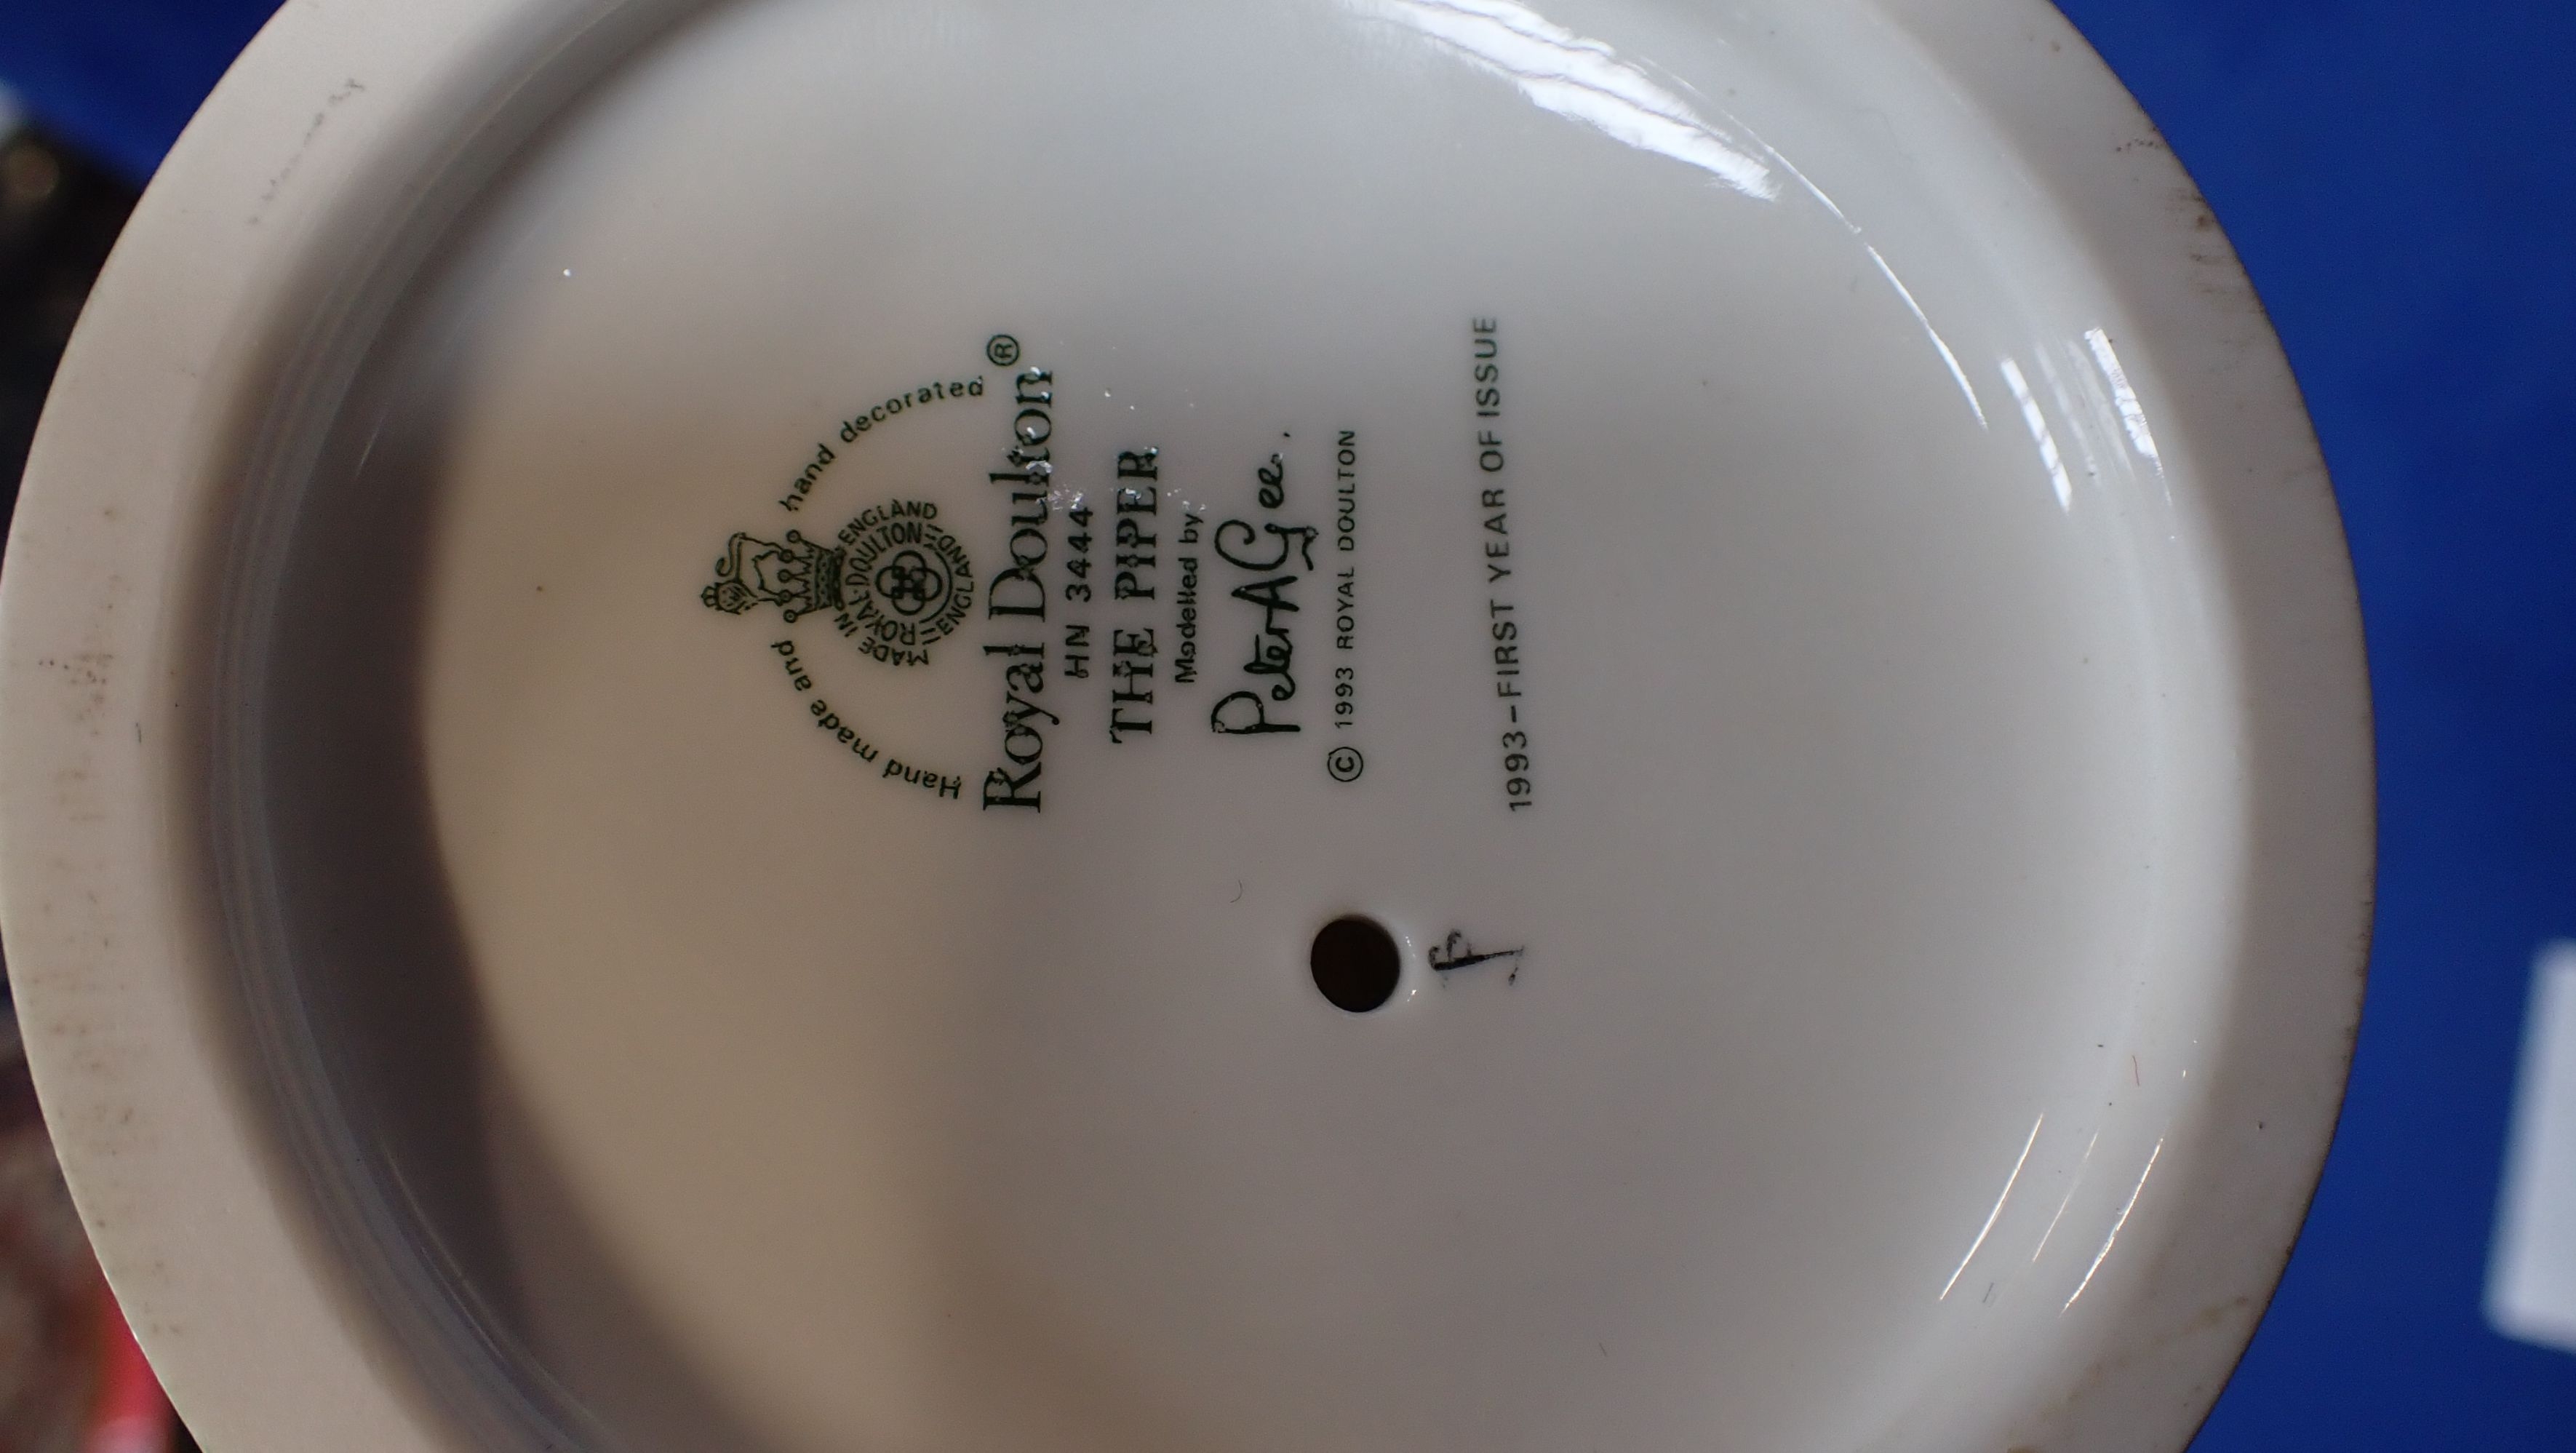 Hand made and hand decorated
MADE IN ENGLAND
ROYAL·DOULTON
ENGLAND
Royal Doulton ®
HN 3444
THE PIPER
Modelled by
Peter A Gee.
© 1993 ROYAL DOULTON
1993-FIRST YEAR OF ISSUE